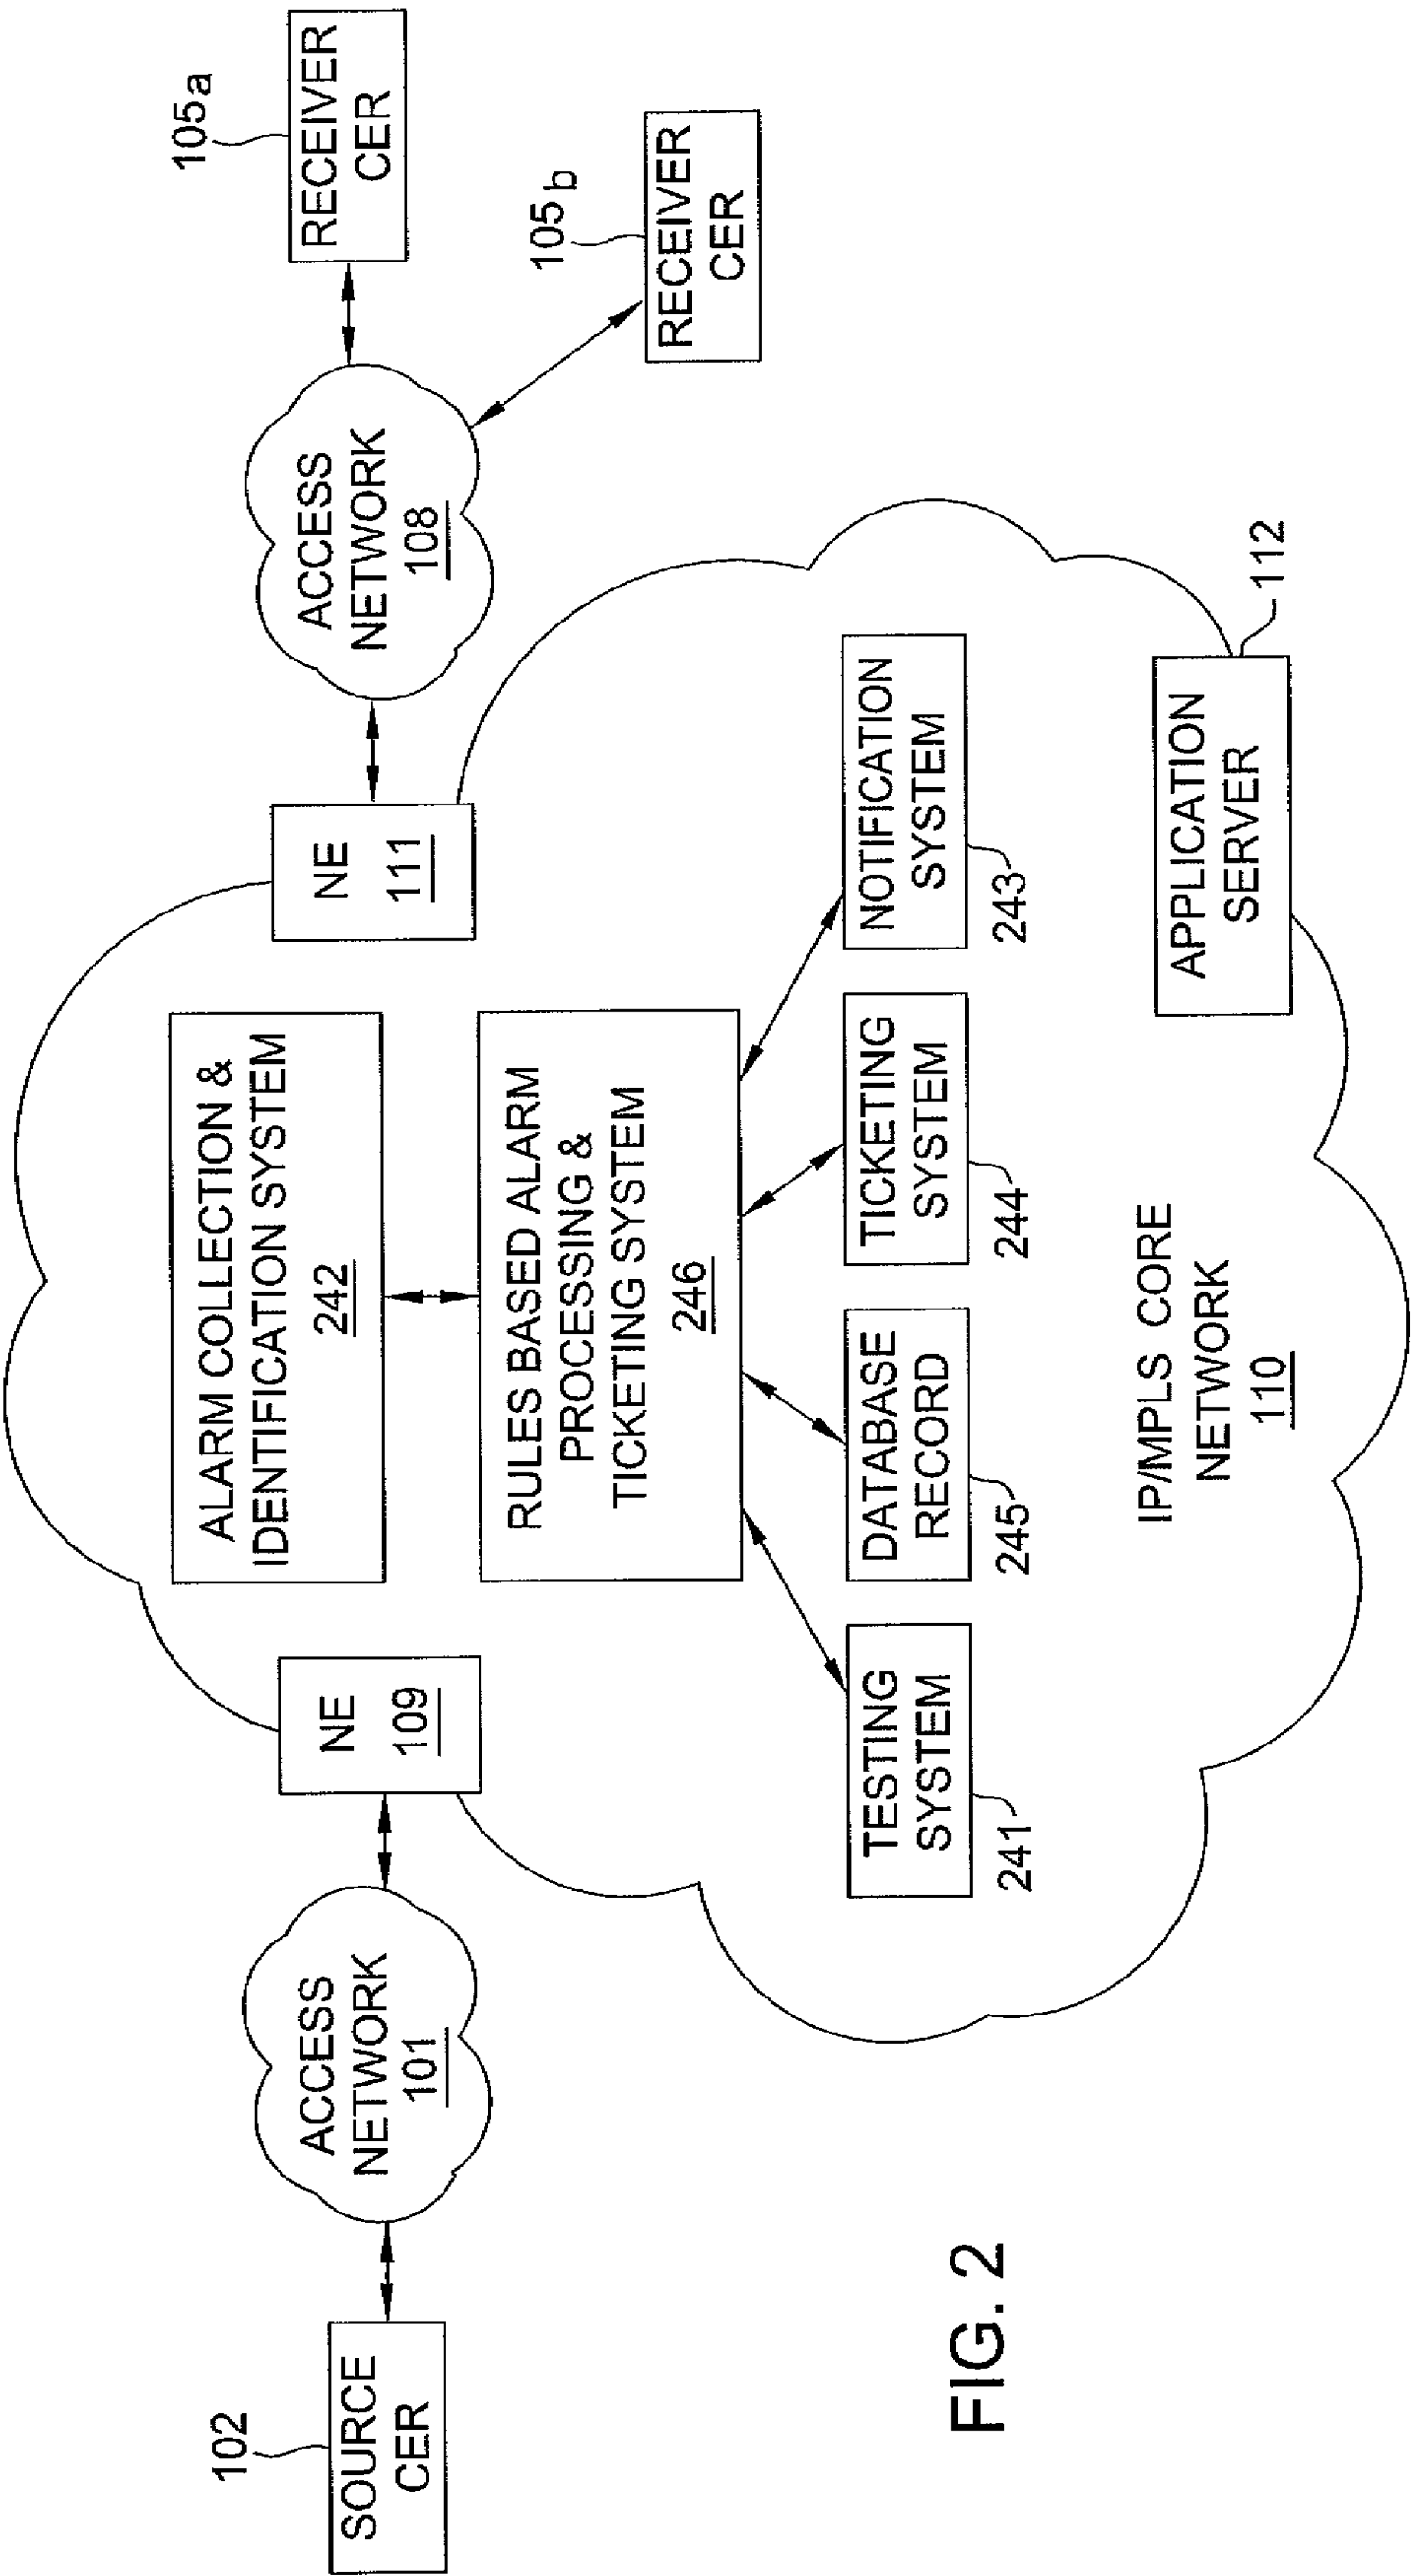 ALARM COLLECTION &
IDENTIFICATION SYSTEM
242
RULES BASED ALARM
PROCESSING &
TICKETING SYSTEM
246
102
SOURCE
CER
ACCESS
NETWORK
101
NE
109
NE
111
ACCESS
NETWORK
108
105a
RECEIVER
CER
105b
RECEIVER
CER
TESTING
SYSTEM
241
DATABASE
RECORD
245
TICKETING
SYSTEM
244
NOTIFICATION
SYSTEM
243
IP/MPLS CORE
NETWORK
110
APPLICATION
SERVER
112
FIG. 2